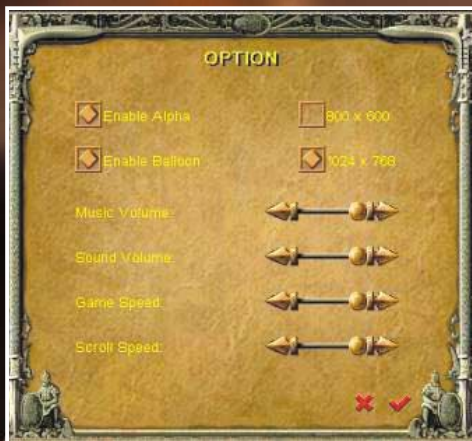 OPTION
Enable Alpha
800 x 600
Enable Balloon
1024 x 768
Music Volume:
Sound Volume:
Game Speed:
Scroll Speed: